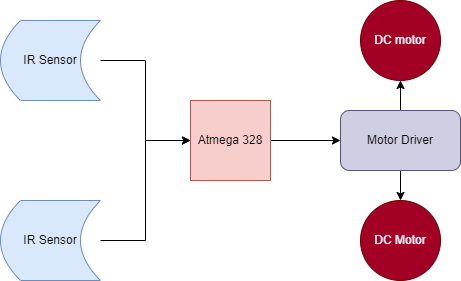 IR Sensor
DC motor
Atmega 328
Motor Driver
IR Sensor
DC Motor